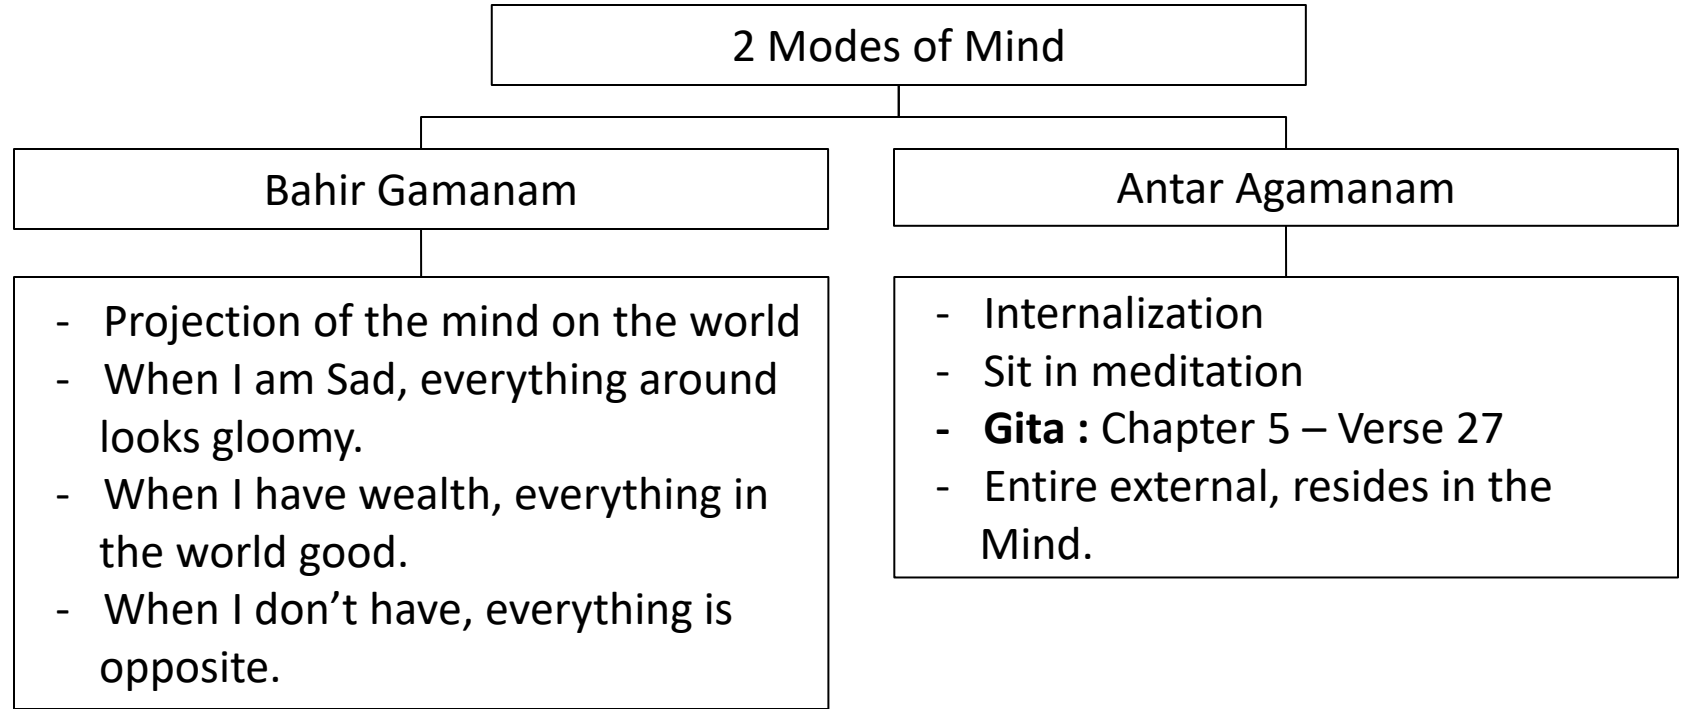 2 Modes of Mind
Bahir Gamanam
- Projection of the mind on the world
- When I am Sad, everything around
looks gloomy.
- When I have wealth, everything in
the world good.
- When I don’t have, everything is
opposite.
Antar Agamanam
- Internalization
- Sit in meditation
- Gita : Chapter 5 – Verse 27
- Entire external, resides in the
Mind.